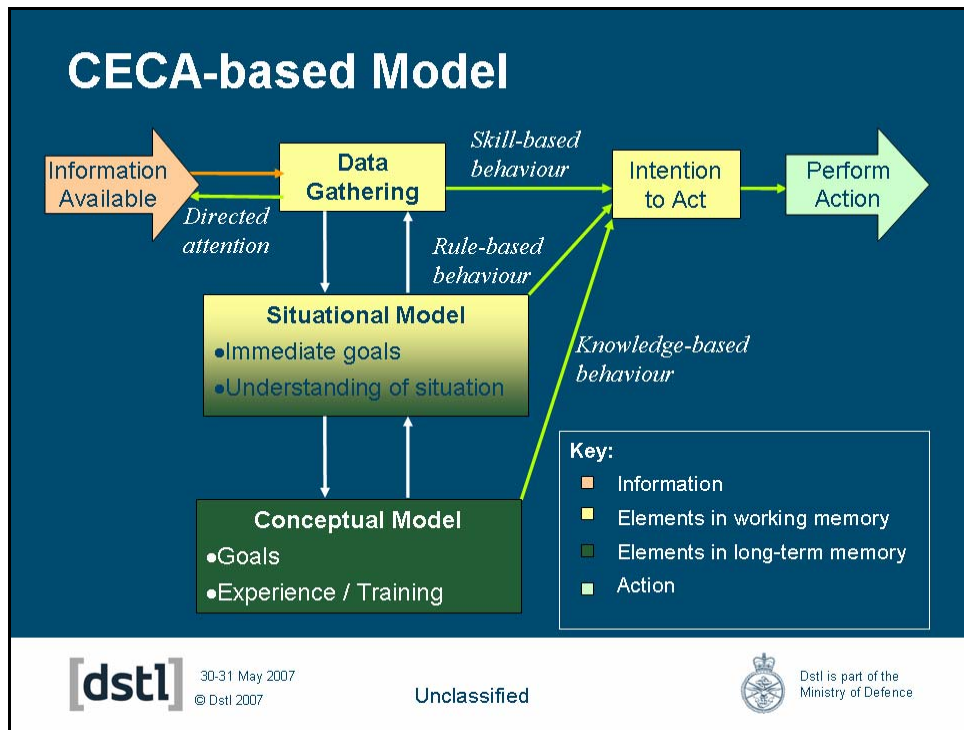 CECA-based Model
Information
Available
Directed
attention
Data
Gathering
Skill-based
behaviour
Intention
to Act
Perform
Action
Rule-based
behaviour
Situational Model
•Immediate goals
•Understanding of situation
Knowledge-based
behaviour
Conceptual Model
•Goals
•Experience / Training
Key:
Information
Elements in working memory
Elements in long-term memory
Action
[dstl]
30-31 May 2007
© Dstl 2007
Unclassified
Dstl is part of the
Ministry of Defence